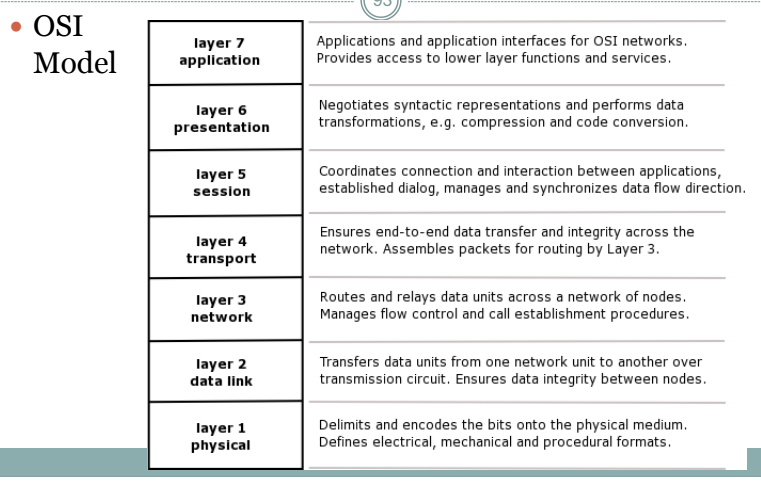 93
• OSI
Model
layer 7
application
Applications and application interfaces for OSI networks.
Provides access to lower layer functions and services.
layer 6
presentation
Negotiates syntactic representations and performs data
transformations, e.g. compression and code conversion.
layer 5
session
Coordinates connection and interaction between applications,
established dialog, manages and synchronizes data flow direction.
layer 4
transport
Ensures end-to-end data transfer and integrity across the
network. Assembles packets for routing by Layer 3.
layer 3
network
Routes and relays data units across a network of nodes.
Manages flow control and call establishment procedures.
layer 2
data link
Transfers data units from one network unit to another over
transmission circuit. Ensures data integrity between nodes.
layer 1
physical
Delimits and encodes the bits onto the physical medium.
Defines electrical, mechanical and procedural formats.